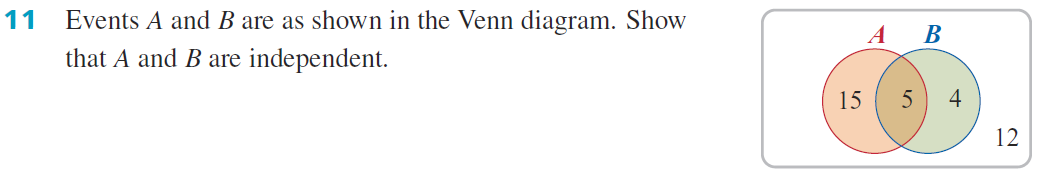 11 Events A and B are as shown in the Venn diagram. Show
that A and B are independent.
A B
15 5 4
12